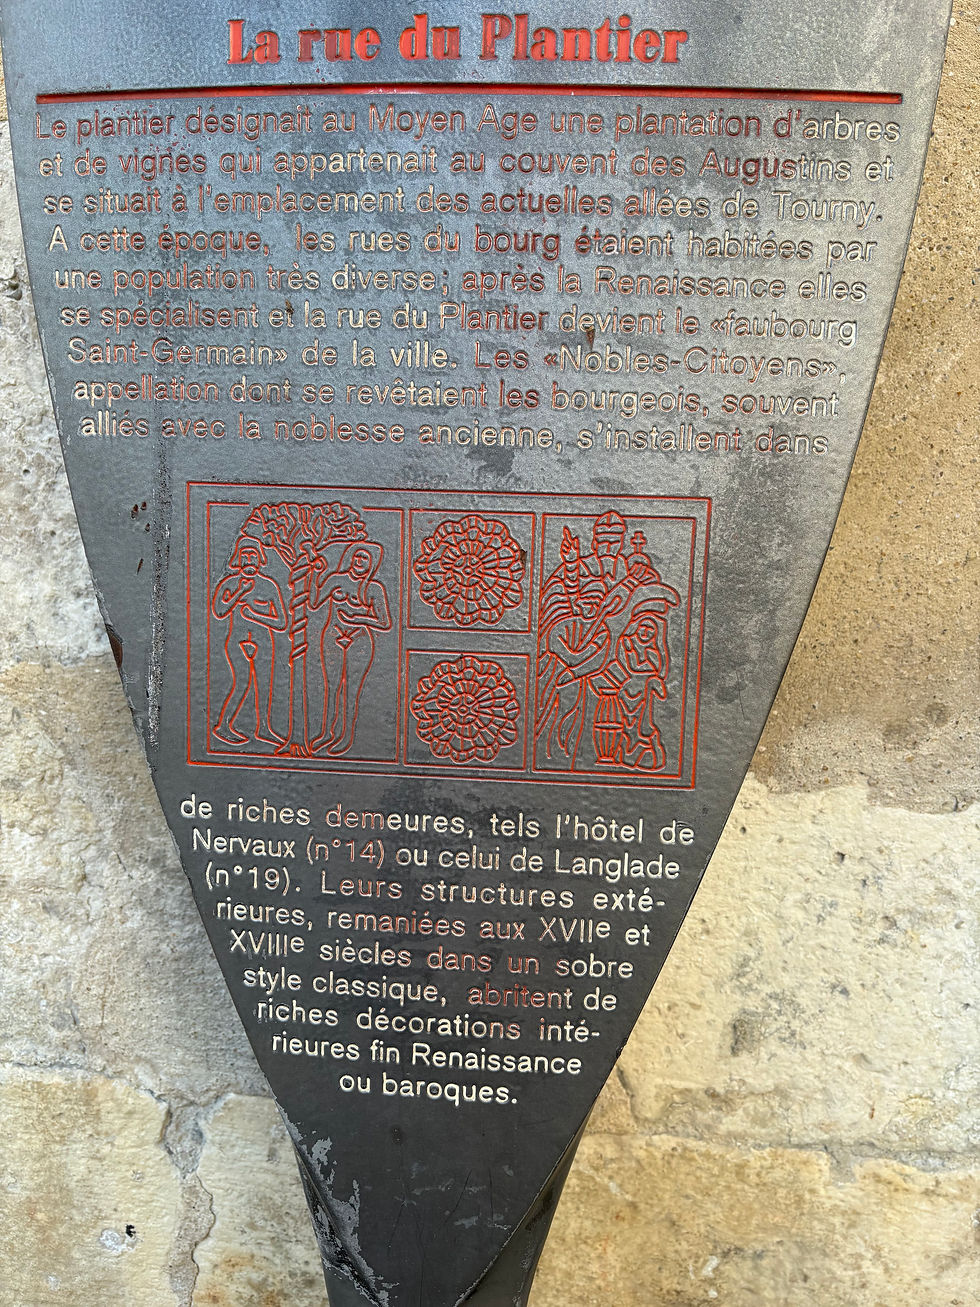 La rue du Plantier
Le plantier désignait au Moyen Age une plantation d'arbres
et de vignes qui appartenait au couvent des Augustins et
se situait à l'emplacement des actuelles allées de Tourny.
A cette époque, les rues du bourg étaient habitées par
une population très diverse; après la Renaissance elles
se spécialisent et la rue du Plantier devient le «faubourg
Saint-Germain» de la ville. Les «Nobles-Citoyens»,
appellation dont se revêtaient les bourgeois, souvent
alliés avec la noblesse ancienne, s'installent dans
de riches demeures, tels l'hôtel de
Nervaux (n°14) ou celui de Langlade
(n°19). Leurs structures exté-
rieures, remaniées aux XVIIe et
XVIIIe siècles dans un sobre
style classique, abritent de
riches décorations inté-
rieures fin Renaissance
ou baroques.